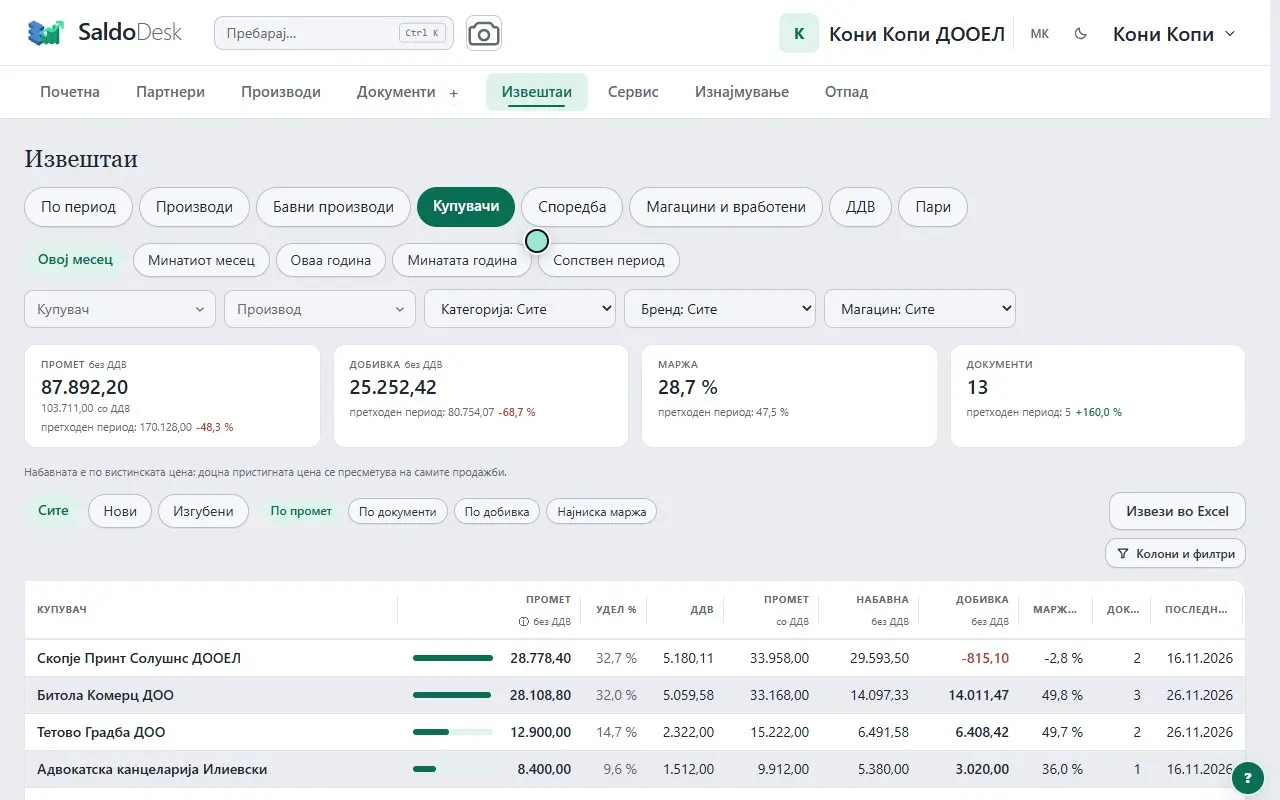 SaldoDesk
Пребарај...
Ctrl K
К
Кони Копи ДООЕЛ
МК
Кони Копи
Почетна
Партнери
Производи
Документи +
Извештаи
Сервис
Изнајмување
Отпад
Извештаи
По период
Производи
Бавни производи
Купувачи
Споредба
Магацини и вработени
ДДВ
Пари
Овој месец
Минатиот месец
Оваа година
Минатата година
Сопствен период
Купувач
Производ
Категорија: Сите
Бренд: Сите
Магацин: Сите
ПРОМЕТ без ДДВ
87.892,20
103.711,00 со ДДВ
претходен период: 170.128,00 -48,3 %
ДОБИВКА без ДДВ
25.252,42
претходен период: 80.754,07 -68,7 %
МАРЖА
28,7 %
претходен период: 47,5 %
ДОКУМЕНТИ
13
претходен период: 5 +160,0 %
Набавната е по вистинската цена: доцна пристигната цена се пресметува на самите продажби.
Сите
Нови
Изгубени
По промет
По документи
По добивка
Најниска маржа
Извези во Excel
Колони и филтри
КУПУВАЧ
ПРОМЕТ
без ДДВ
УДЕЛ %
ДДВ
ПРОМЕТ
со ДДВ
НАБАВНА
без ДДВ
ДОБИВКА
без ДДВ
МАРЖ...
ДОК...
ПОСЛЕДН...
Скопје Принт Солушнс ДООЕЛ 28.778,40 32,7 % 5.180,11 33.958,00 29.593,50 -815,10 -2,8 % 2 16.11.2026
Битола Комерц ДОО 28.108,80 32,0 % 5.059,58 33.168,00 14.097,33 14.011,47 49,8 % 3 26.11.2026
Тетово Градба ДОО 12.900,00 14,7 % 2.322,00 15.222,00 6.491,58 6.408,42 49,7 % 2 26.11.2026
Адвокатска канцеларија Илиевски 8.400,00 9,6 % 1.512,00 9.912,00 5.380,00 3.020,00 36,0 % 1 16.11.2026
?